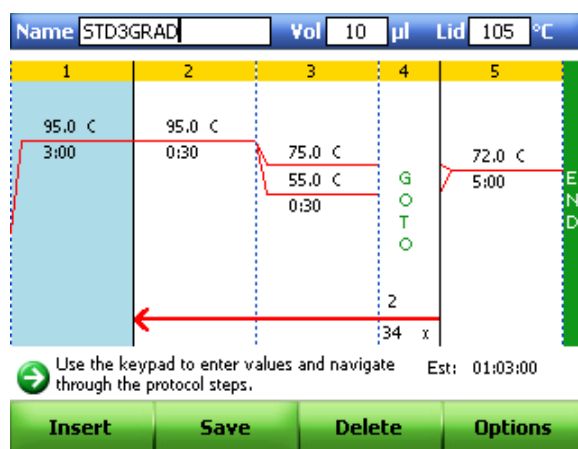 Name STD3GRAD Vol 10 µl Lid 105 °C
1 2 3 4 5
95.0 C 95.0 C
3:00 0:30
75.0 C
55.0 C
0:30
GOTO
72.0 C
5:00
END
2
34 x
Use the keypad to enter values and navigate
through the protocol steps.
Est: 01:03:00
Insert Save Delete Options